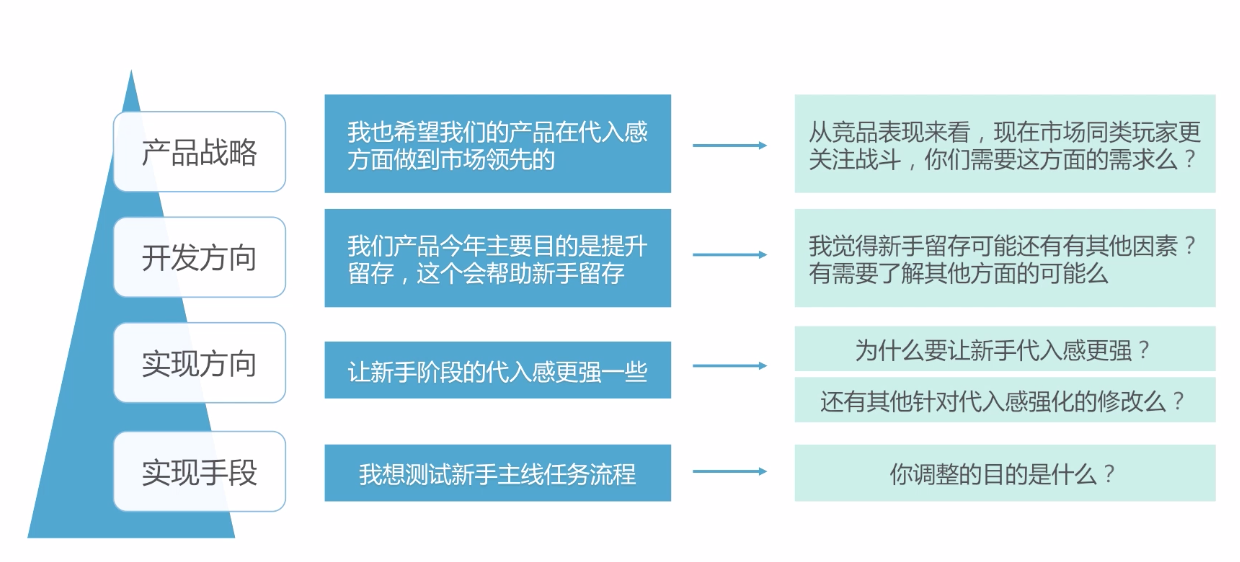 产品战略
我也希望我们的产品在代入感
方面做到市场领先的
从竞品表现来看，现在市场同类玩家更
关注战斗，你们需要这方面的需求么？
开发方向
我们产品今年主要目的是提升
留存，这个会帮助新手留存
我觉得新手留存可能还有有其他因素？
有需要了解其他方面的可能么
实现方向
让新手阶段的代入感更强一些
为什么要让新手代入感更强？
还有其他针对代入感强化的修改么？
实现手段
我想测试新手主线任务流程
你调整的目的是什么？